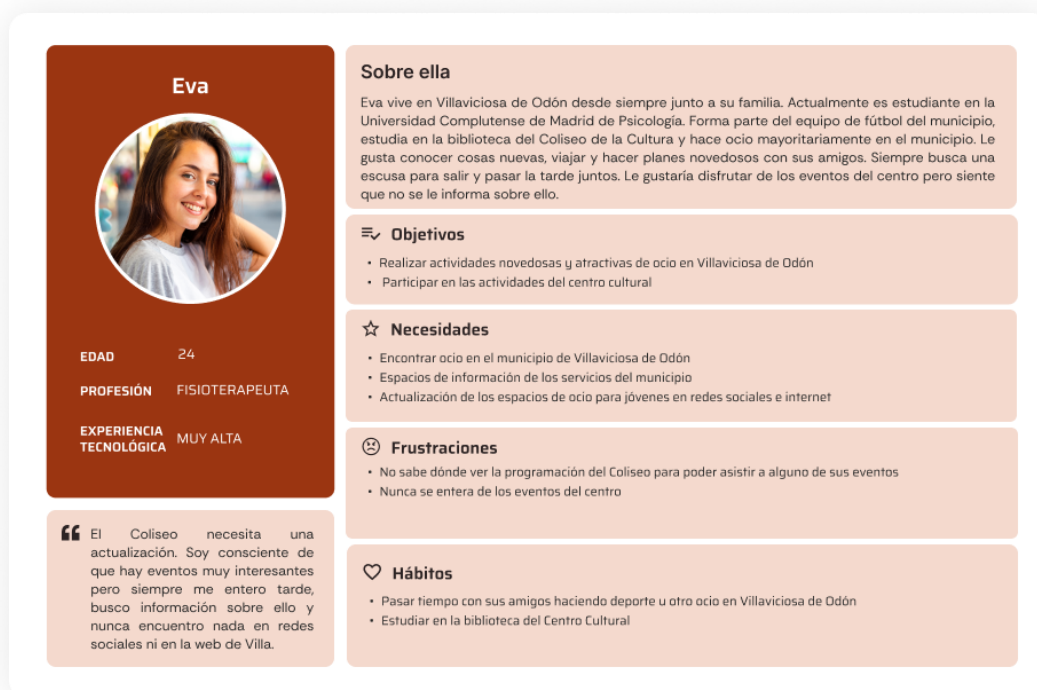 Eva
EDAD 24
PROFESIÓN FISIOTERAPEUTA
EXPERIENCIA
TECNOLÓGICA MUY ALTA
El Coliseo necesita una
actualización. Soy consciente de
que hay eventos muy interesantes
pero siempre me entero tarde,
busco información sobre ello y
nunca encuentro nada en redes
sociales ni en la web de Villa.
Sobre ella
Eva vive en Villaviciosa de Odón desde siempre junto a su familia. Actualmente es estudiante en la
Universidad Complutense de Madrid de Psicología. Forma parte del equipo de fútbol del municipio,
estudia en la biblioteca del Coliseo de la Cultura y hace ocio mayoritariamente en el municipio. Le
gusta conocer cosas nuevas, viajar y hacer planes novedosos con sus amigos. Siempre busca una
escusa para salir y pasar la tarde juntos. Le gustaría disfrutar de los eventos del centro pero siente
que no se le informa sobre ello.
Objetivos
• Realizar actividades novedosas y atractivas de ocio en Villaviciosa de Odón
• Participar en las actividades del centro cultural
Necesidades
• Encontrar ocio en el municipio de Villaviciosa de Odón
• Espacios de información de los servicios del municipio
• Actualización de los espacios de ocio para jóvenes en redes sociales e internet
Frustraciones
• No sabe dónde ver la programación del Coliseo para poder asistir a alguno de sus eventos
• Nunca se entera de los eventos del centro
Hábitos
• Pasar tiempo con sus amigos haciendo deporte u otro ocio en Villaviciosa de Odón
• Estudiar en la biblioteca del Centro Cultural